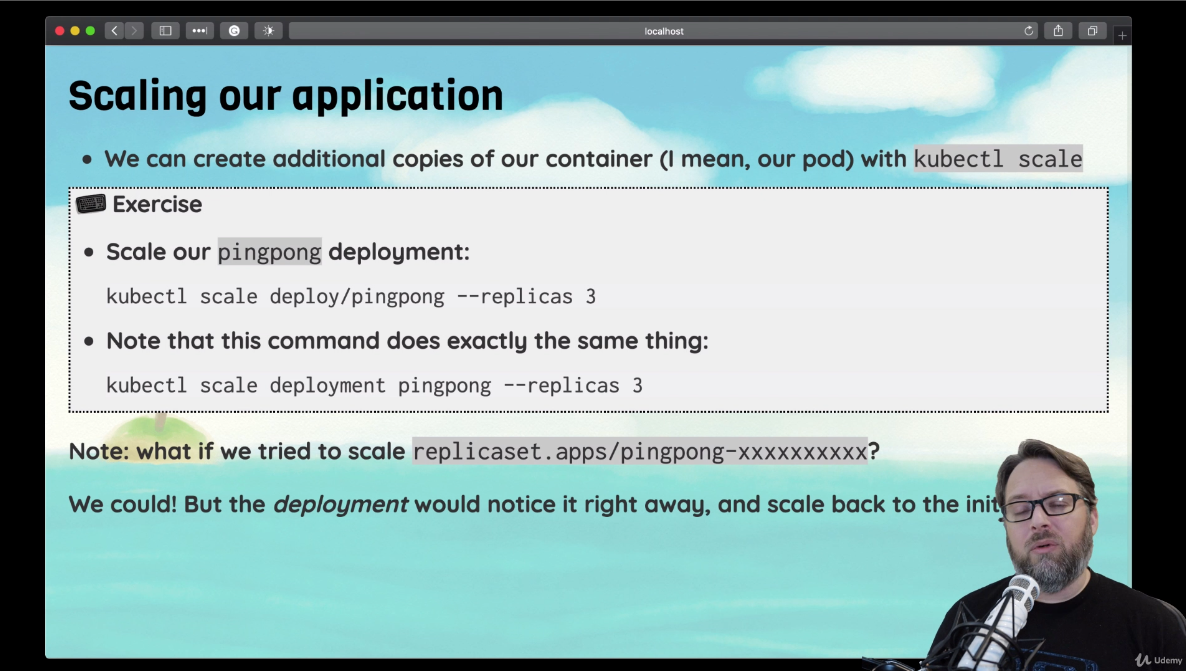 localhost
Scaling our application
• We can create additional copies of our container (I mean, our pod) with kubectl scale
Exercise
• Scale our pingpong deployment:
kubectl scale deploy/pingpong --replicas 3
• Note that this command does exactly the same thing:
kubectl scale deployment pingpong --replicas 3
Note: what if we tried to scale replicaset.apps/pingpong-xxxxxxxxxx?
We could! But the deployment would notice it right away, and scale back to the
Udemy